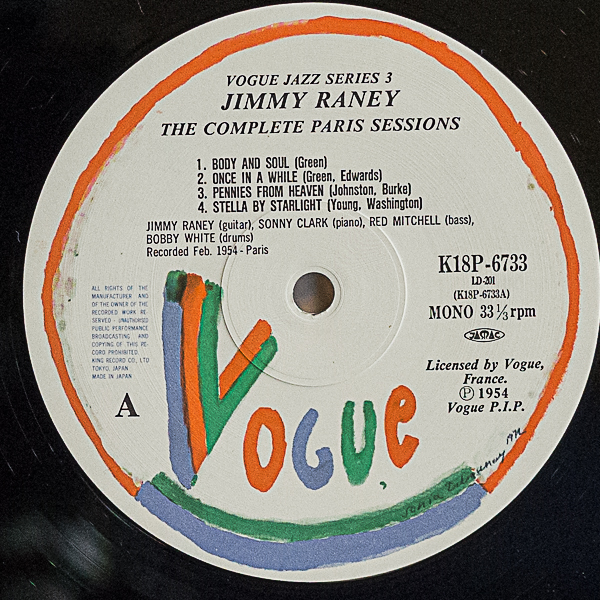 VOGUE JAZZ SERIES 3
JIMMY RANEY
THE COMPLETE PARIS SESSIONS
1. BODY AND SOUL (Green)
2. ONCE IN A WHILE (Green, Edwards)
3. PENNIES FROM HEAVEN (Johnston, Burke)
4. STELLA BY STARLIGHT (Young, Washington)
JIMMY RANEY (guitar), SONNY CLARK (piano), RED MITCHELL (bass),
BOBBY WHITE (drums)
Recorded Feb. 1954-Paris
K18P-6733
LD-201
(K18P-6733A)
MONO 33 1/3 rpm
JASRAC
ALL RIGHTS OF THE
MANUFACTURER AND
OF THE OWNER OF THE
RECORDED WORK RE-
SERVED - UNAUTHORISED
PUBLIC PERFORMANCE
BROADCASTING AND
COPYING OF THIS RE-
CORD PROHIBITED.
KING RECORD CO., LTD
TOKYO, JAPAN
MADE IN JAPAN
A
Licensed by Vogue,
France.
Ⓟ 1954
Vogue P.I.P.
VOGUE